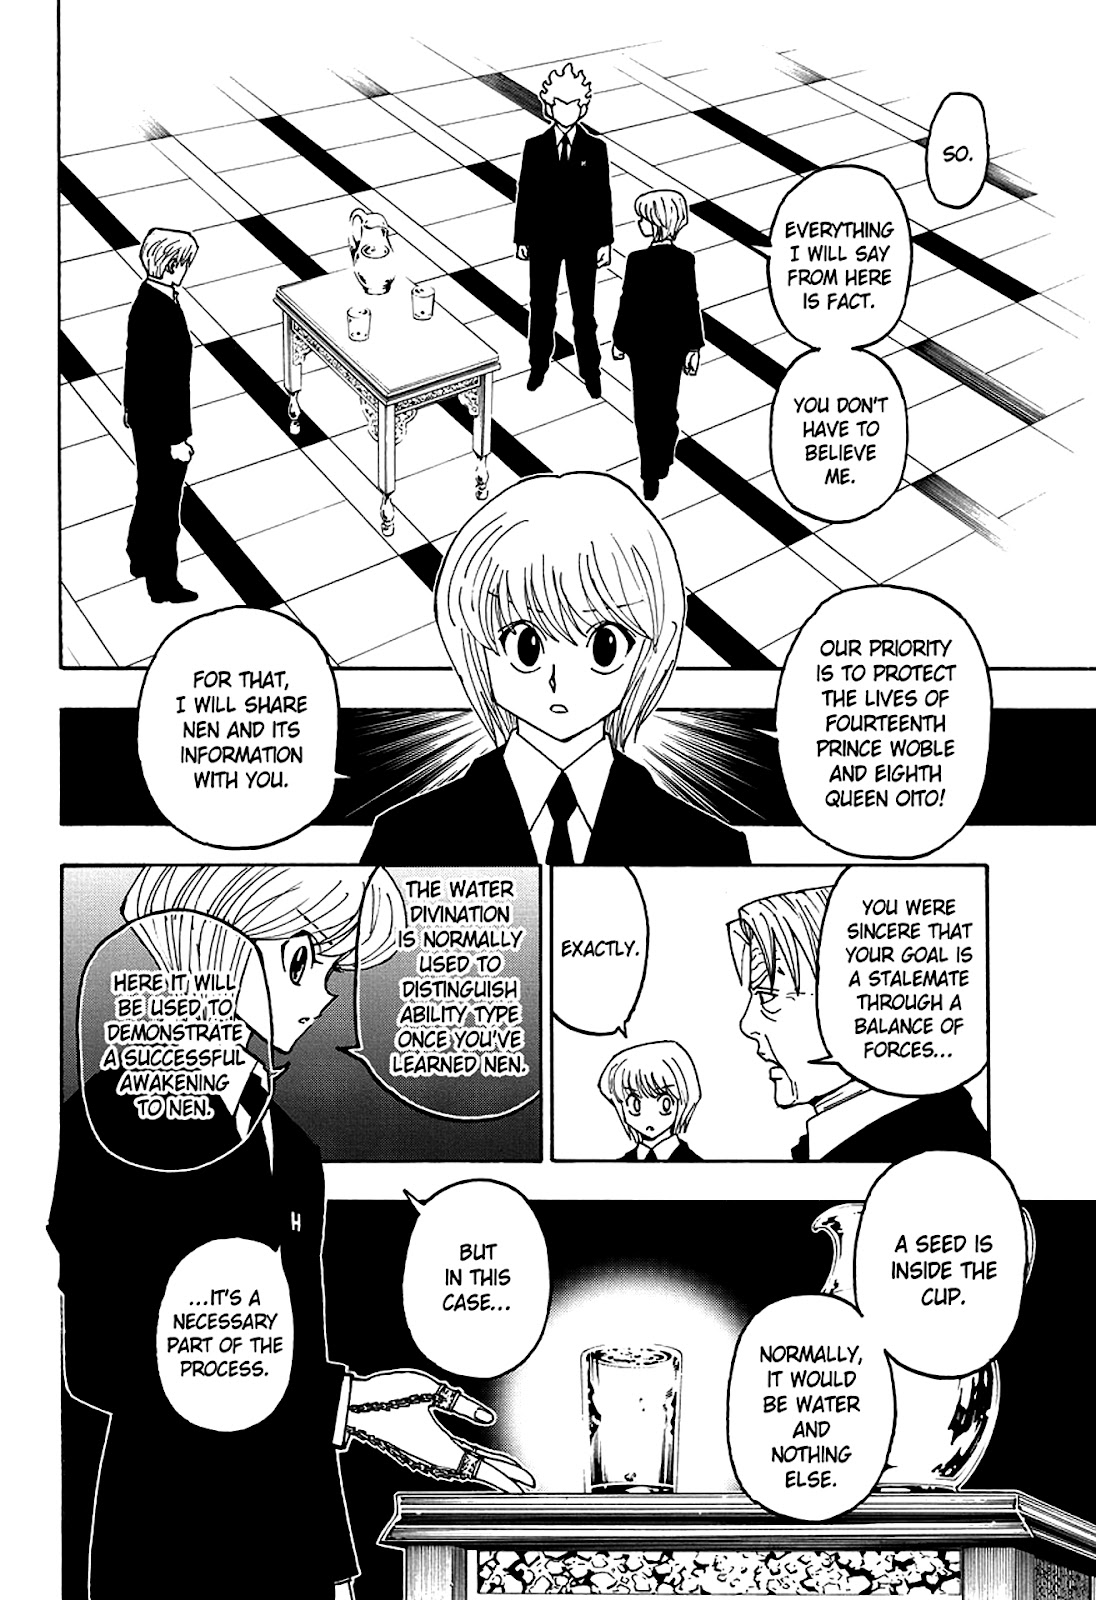 SO.
EVERYTHING
I WILL SAY
FROM HERE
IS FACT.
YOU DON'T
HAVE TO
BELIEVE
ME.
OUR PRIORITY
IS TO PROTECT
THE LIVES OF
FOURTEENTH
PRINCE WOBLE
AND EIGHTH
QUEEN OITO!
FOR THAT,
I WILL SHARE
NEN AND ITS
INFORMATION
WITH YOU.
YOU WERE
SINCERE THAT
YOUR GOAL IS
A STALEMATE
THROUGH A
BALANCE OF
FORCES...
EXACTLY.
THE WATER
DIVINATION
IS NORMALLY
USED TO
DISTINGUISH
ABILITY TYPE
ONCE YOU'VE
LEARNED NEN.
HERE IT WILL
BE USED TO
DEMONSTRATE
A SUCCESSFUL
AWAKENING
TO NEN.
A SEED IS
INSIDE THE
CUP.
NORMALLY,
IT WOULD
BE WATER
AND
NOTHING
ELSE.
BUT
IN THIS
CASE...
...IT'S A
NECESSARY
PART OF THE
PROCESS.
H
H